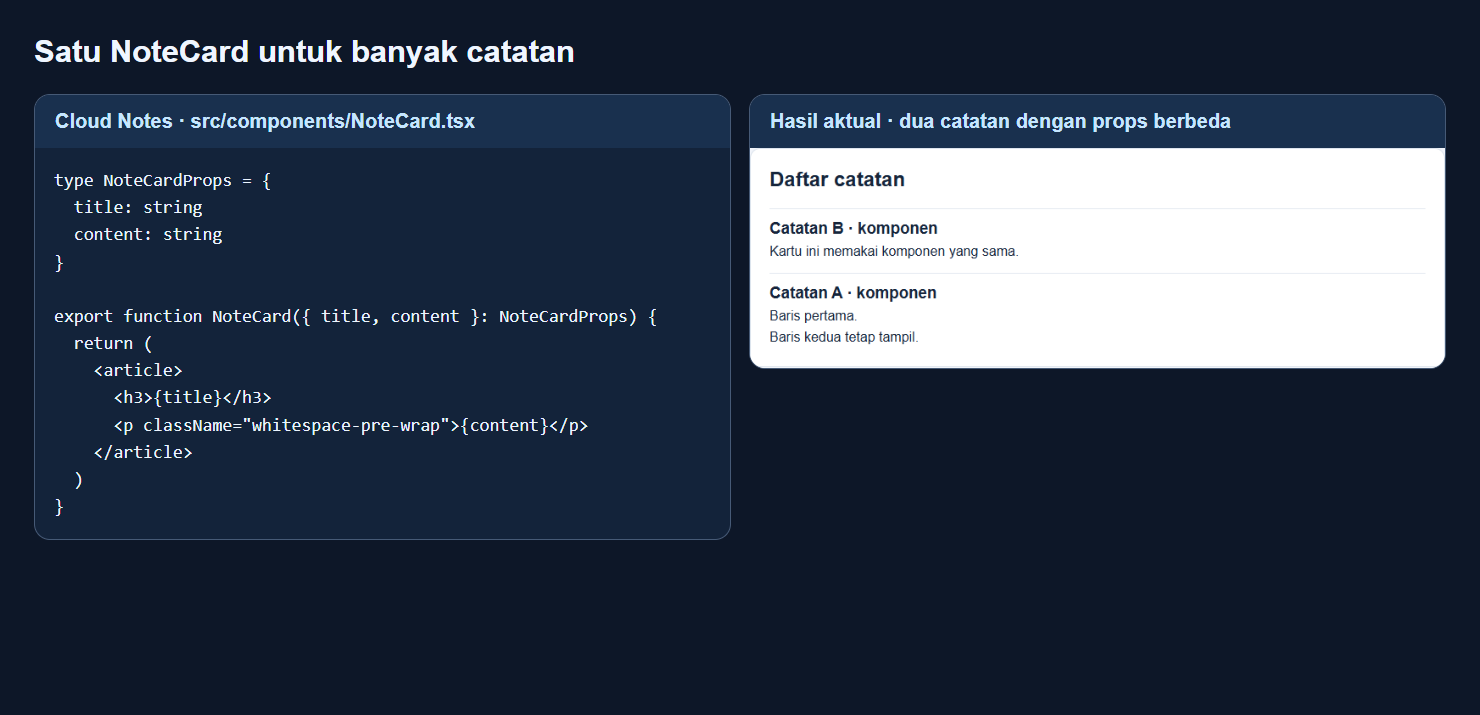 Satu NoteCard untuk banyak catatan
Cloud Notes · src/components/NoteCard.tsx
type NoteCardProps = {
  title: string
  content: string
}

export function NoteCard({ title, content }: NoteCardProps) {
  return (
    <article>
      <h3>{title}</h3>
      <p className="whitespace-pre-wrap">{content}</p>
    </article>
  )
}
Hasil aktual · dua catatan dengan props berbeda
Daftar catatan
Catatan B · komponen
Kartu ini memakai komponen yang sama.
Catatan A · komponen
Baris pertama.
Baris kedua tetap tampil.